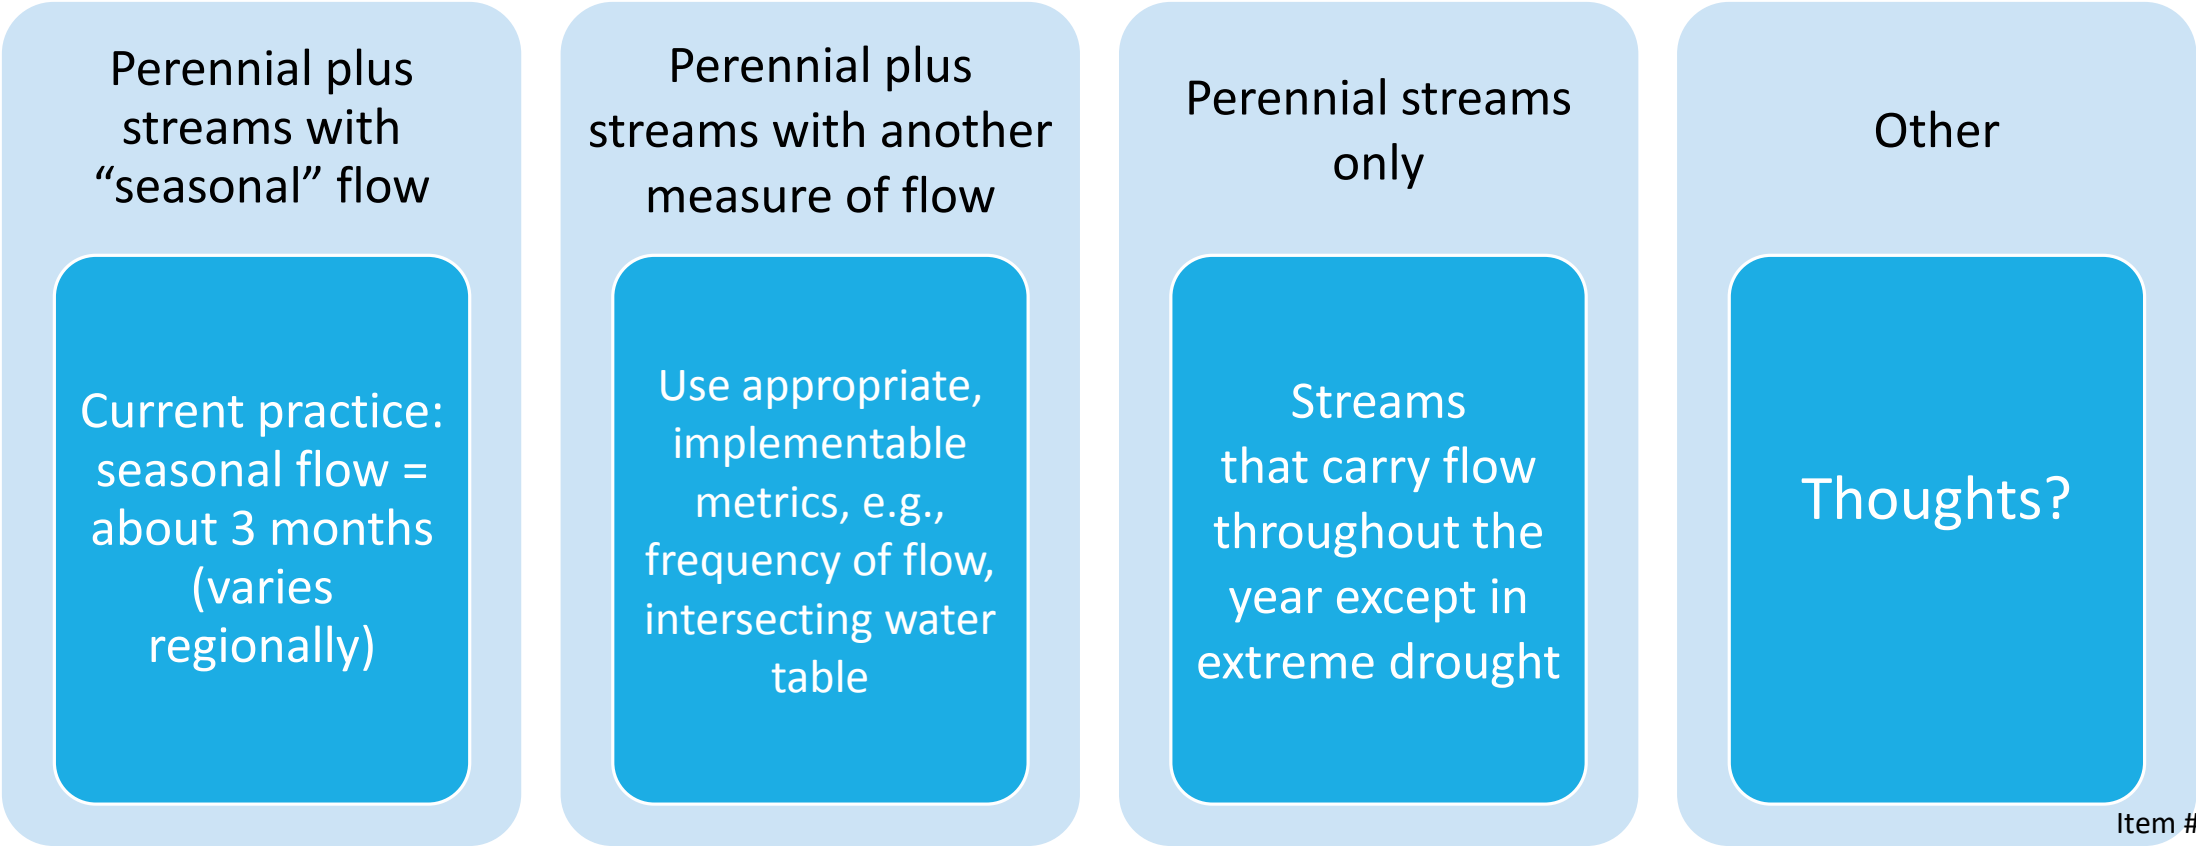 Perennial plus
streams with
“seasonal” flow
Current practice:
seasonal flow =
about 3 months
(varies
regionally)
Perennial plus
streams with another
measure of flow
Use appropriate,
implementable
metrics, e.g.,
frequency of flow,
intersecting water
table
Perennial streams
only
Streams
that carry flow
throughout the
year except in
extreme drought
Other
Thoughts?
Item #